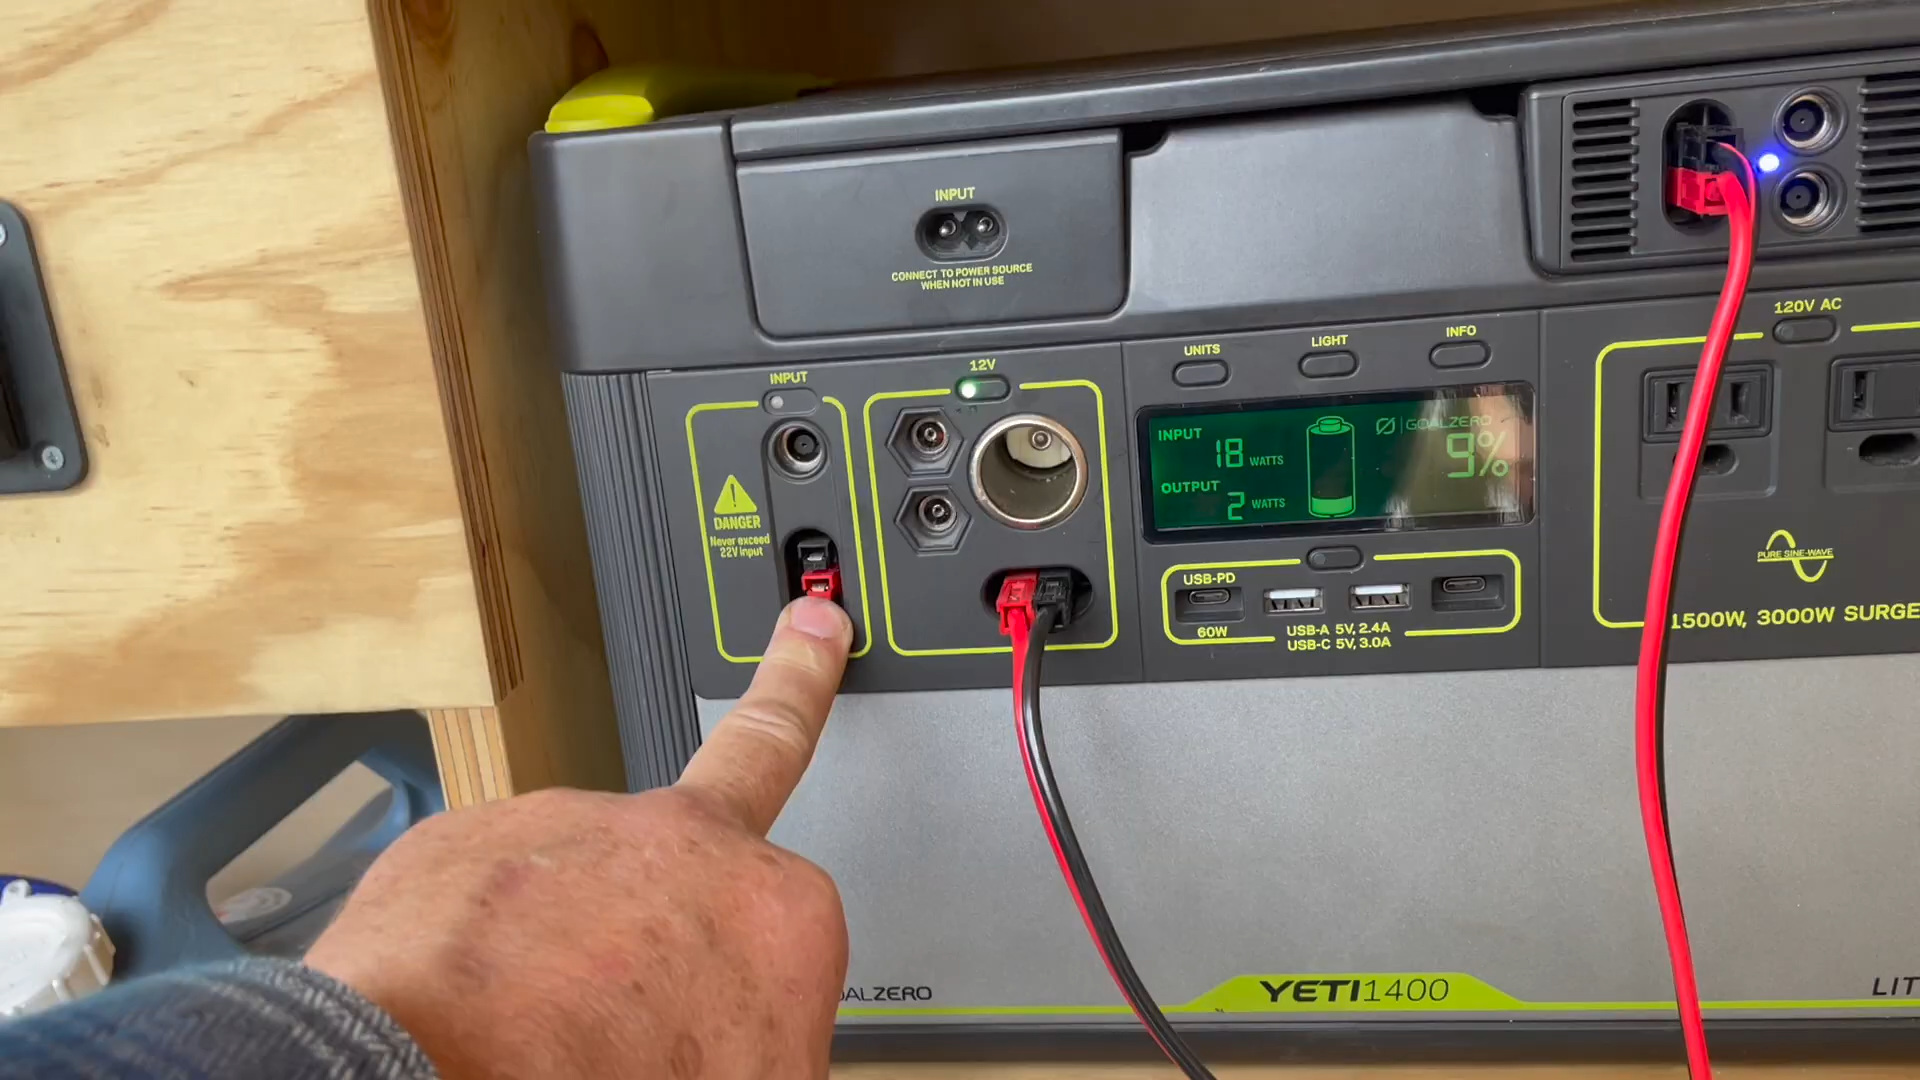 INPUT
CONNECT TO POWER SOURCE
WHEN NOT IN USE
120V AC
UNITS
LIGHT
INFO
INPUT
12V
DANGER
Never exceed
22V input
INPUT
18 WATTS
OUTPUT
2 WATTS
GOALZERO
9%
USB-PD
60W
USB-A 5V, 2.4A
USB-C 5V, 3.0A
PURE SINE-WAVE
1500W, 3000W SURGE
OALZERO
YETI1400
LIT